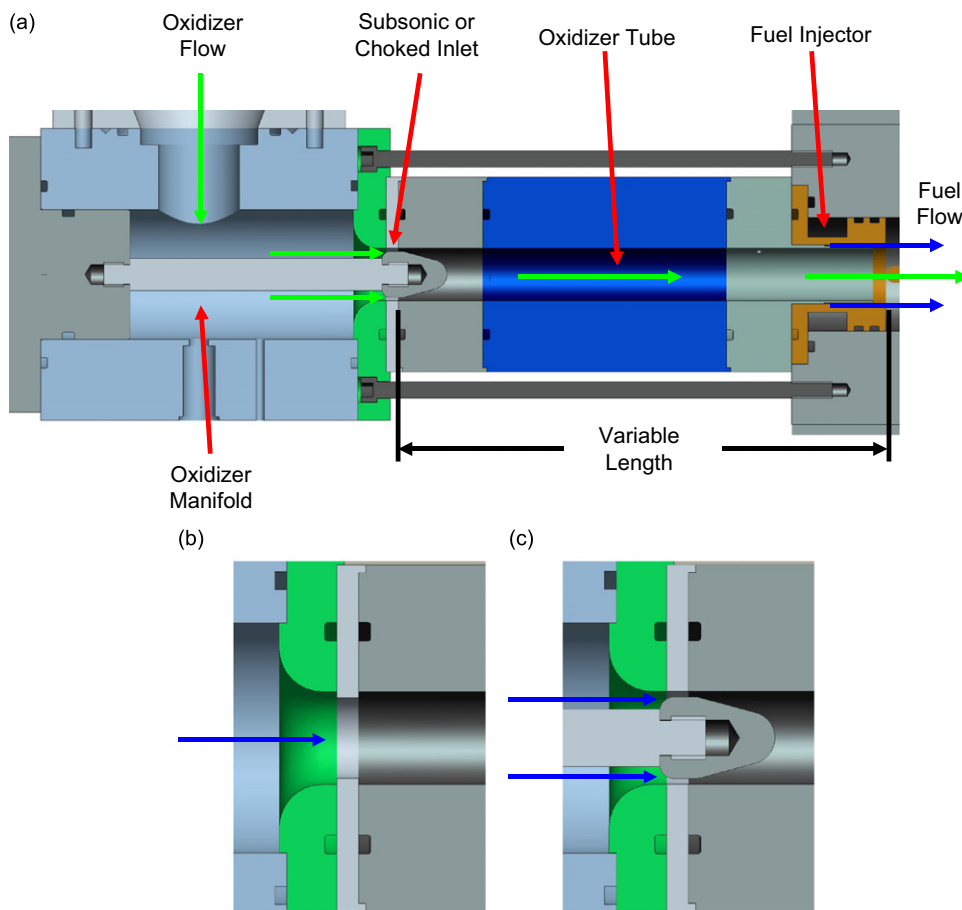 (a)
Oxidizer
Flow
Subsonic or
Choked Inlet
Oxidizer Tube
Fuel Injector
Fuel
Flow
Variable
Length
Oxidizer
Manifold
(b)
(c)